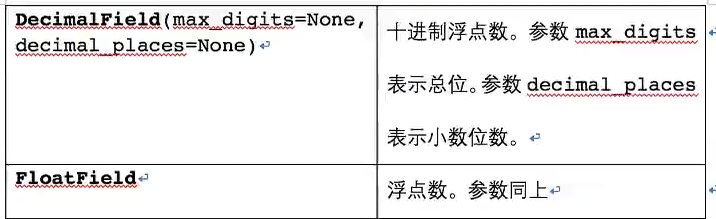 DecimalField(max_digits=None,
decimal_places=None)
十进制浮点数。参数 max_digits
表示总位。参数 decimal_places
表示小数位数。
FloatField
浮点数。参数同上